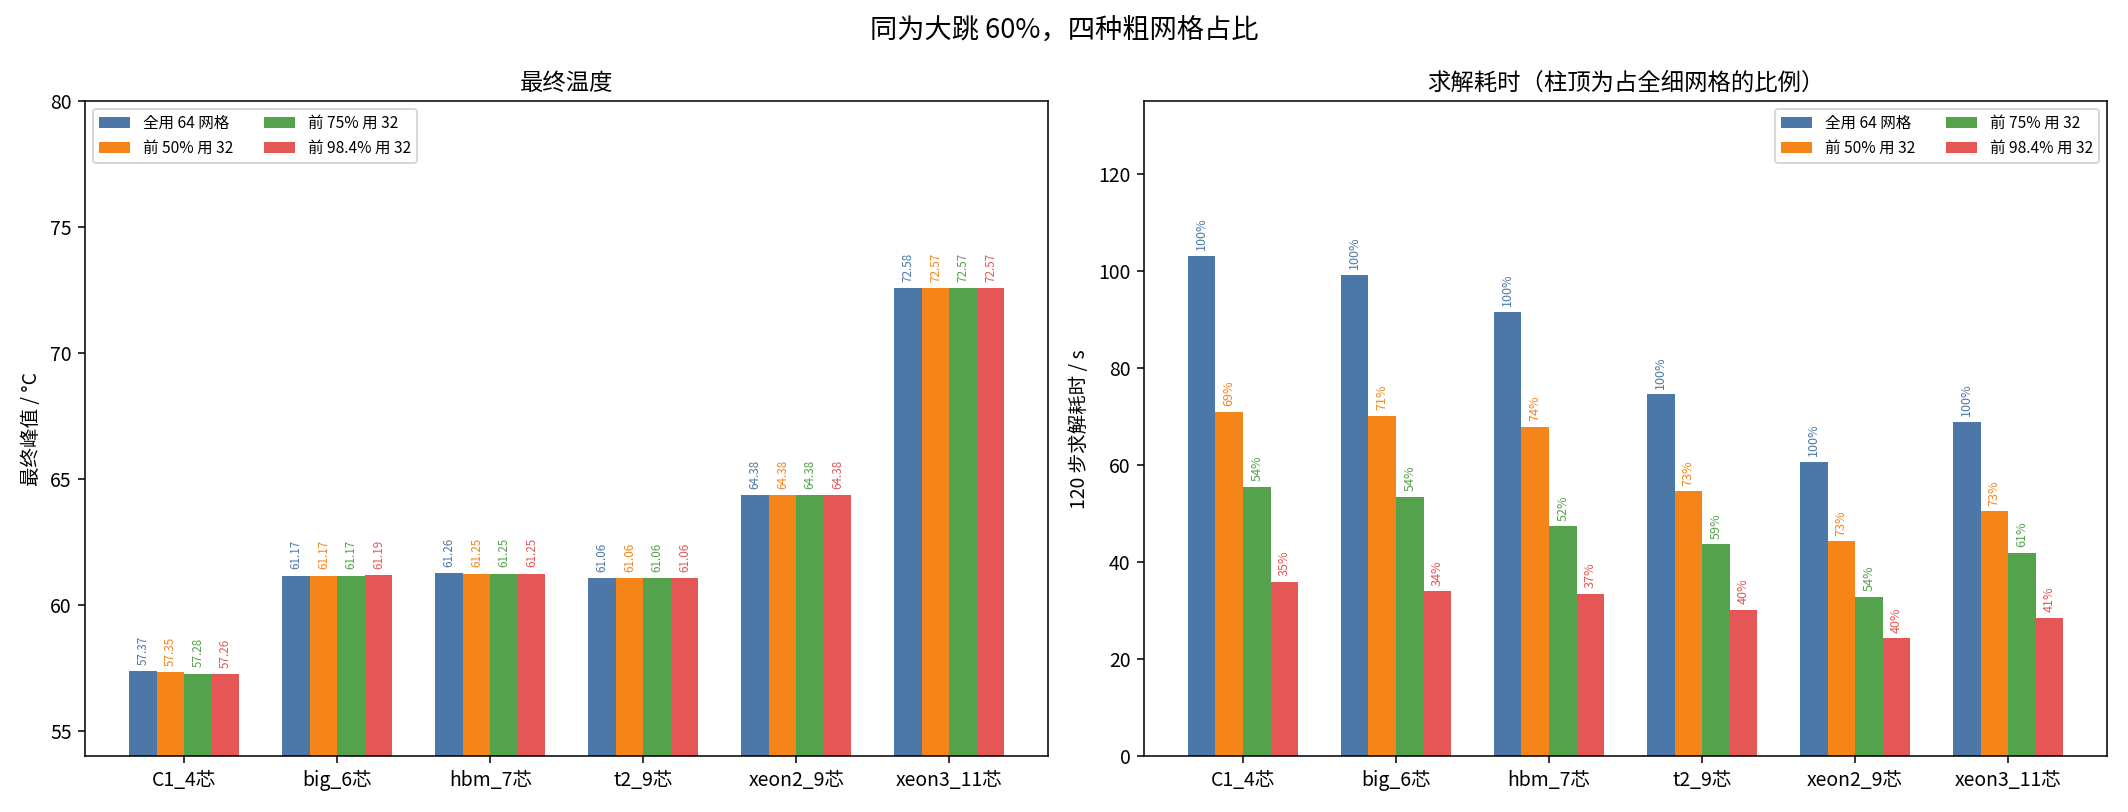 同为大跳 60%，四种粗网格占比
最终温度
最终峰值 / °C
80
75
70
65
60
55
全用 64 网格
前 50% 用 32
前 75% 用 32
前 98.4% 用 32
57.37
57.35
57.28
57.26
61.17
61.17
61.17
61.19
61.26
61.25
61.25
61.25
61.06
61.06
61.06
61.06
64.38
64.38
64.38
64.38
72.58
72.57
72.57
72.57
C1_4芯
big_6芯
hbm_7芯
t2_9芯
xeon2_9芯
xeon3_11芯
求解耗时（柱顶为占全细网格的比例）
120 步求解耗时 / s
120
100
80
60
40
20
0
全用 64 网格
前 50% 用 32
前 75% 用 32
前 98.4% 用 32
100%
69%
54%
35%
100%
71%
54%
34%
100%
74%
52%
37%
100%
73%
59%
40%
100%
73%
54%
40%
100%
73%
61%
41%
C1_4芯
big_6芯
hbm_7芯
t2_9芯
xeon2_9芯
xeon3_11芯